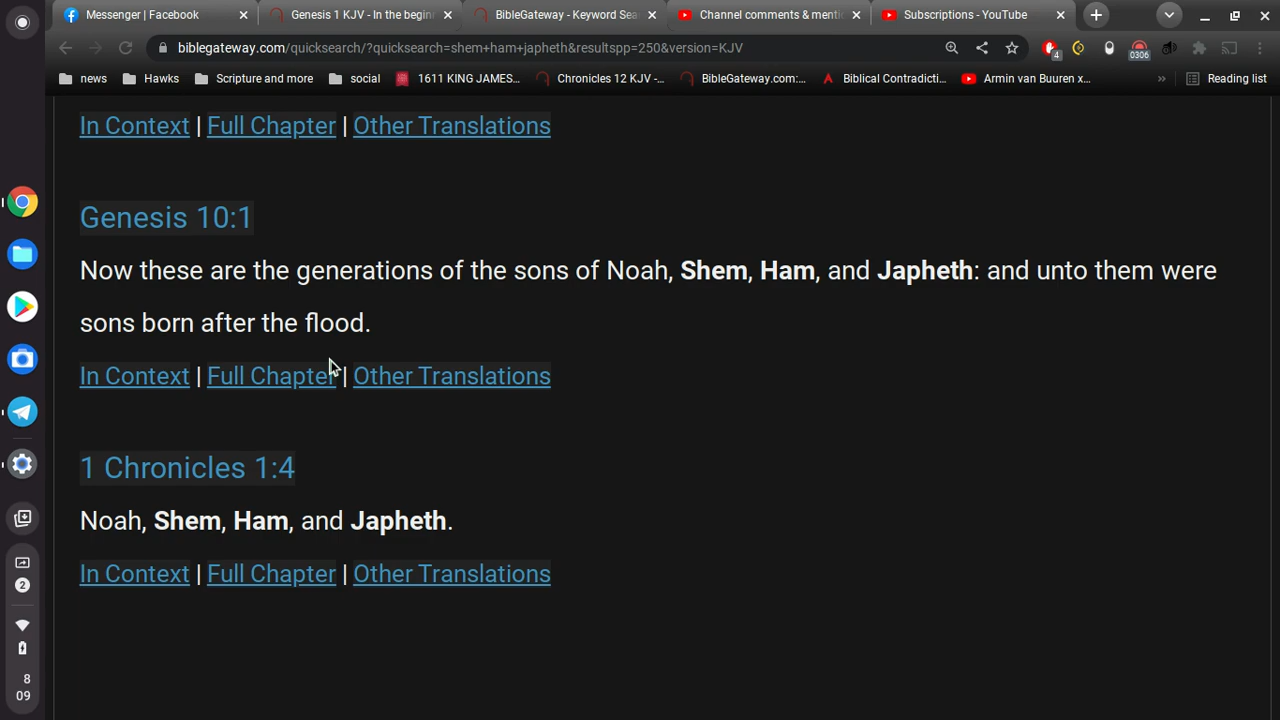 Messenger | Facebook
Genesis 1 KJV - In the beginn
BibleGateway - Keyword Sea
Channel comments & menti
Subscriptions - YouTube
biblegateway.com/quicksearch/?quicksearch=shem+ham+japheth&resultspp=250&version=KJV
4
0306
news
Hawks
Scripture and more
social
1611 KING JAMES...
Chronicles 12 KJV -...
BibleGateway.com:...
Biblical Contradicti...
Armin van Buuren x...
»
Reading list
In Context | Full Chapter | Other Translations
Genesis 10:1
Now these are the generations of the sons of Noah, Shem, Ham, and Japheth: and unto them were
sons born after the flood.
In Context | Full Chapter | Other Translations
1 Chronicles 1:4
Noah, Shem, Ham, and Japheth.
In Context | Full Chapter | Other Translations
2
8
09